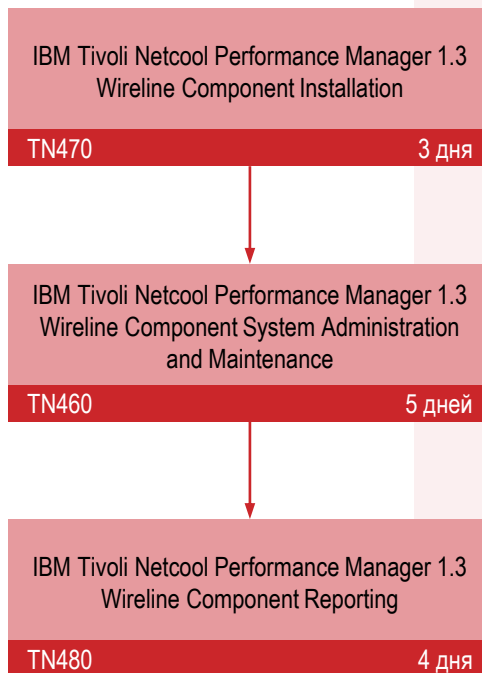 IBM Tivoli Netcool Performance Manager 1.3
Wireline Component Installation
TN470 3 дня
IBM Tivoli Netcool Performance Manager 1.3
Wireline Component System Administration
and Maintenance
TN460 5 дней
IBM Tivoli Netcool Performance Manager 1.3
Wireline Component Reporting
TN480 4 дня